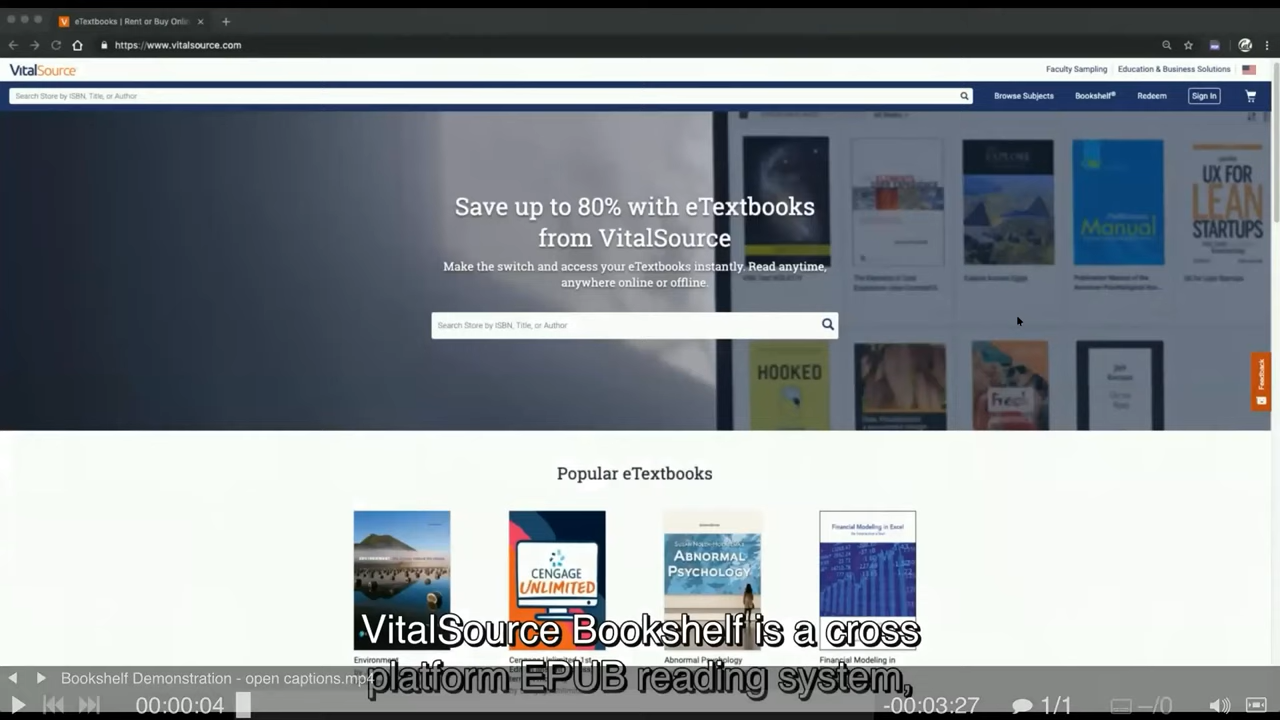 eTextbooks | Rent or Buy Onli
https://www.vitalsource.com
VitalSource
Faculty Sampling
Education & Business Solutions
Search Store by ISBN, Title, or Author
Browse Subjects
Bookshelf®
Redeem
Sign In
Save up to 80% with eTextbooks
from VitalSource
Make the switch and access your eTextbooks instantly. Read anytime,
anywhere online or offline.
Search Store by ISBN, Title, or Author
EXPLORE
Manual
UX FOR
LEAN
STARTUPS
HOOKED
Feedback
Popular eTextbooks
CENGAGE
UNLIMITED
ABNORMAL
PSYCHOLOGY
Financial Modeling in Excel
Environment
Cengage Unlimited, 1st
Abnormal Psychology
Financial Modeling in
VitalSource Bookshelf is a cross
platform EPUB reading system,
Bookshelf Demonstration - open captions.mp4
00:00:04
-00:03:27
1/1
–/0